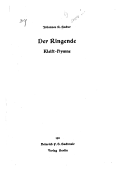 Johannes R. Becher
Der Ringende
Kleist-Hymne
Heinrich F. S. Bachmair
Verlag Berlin